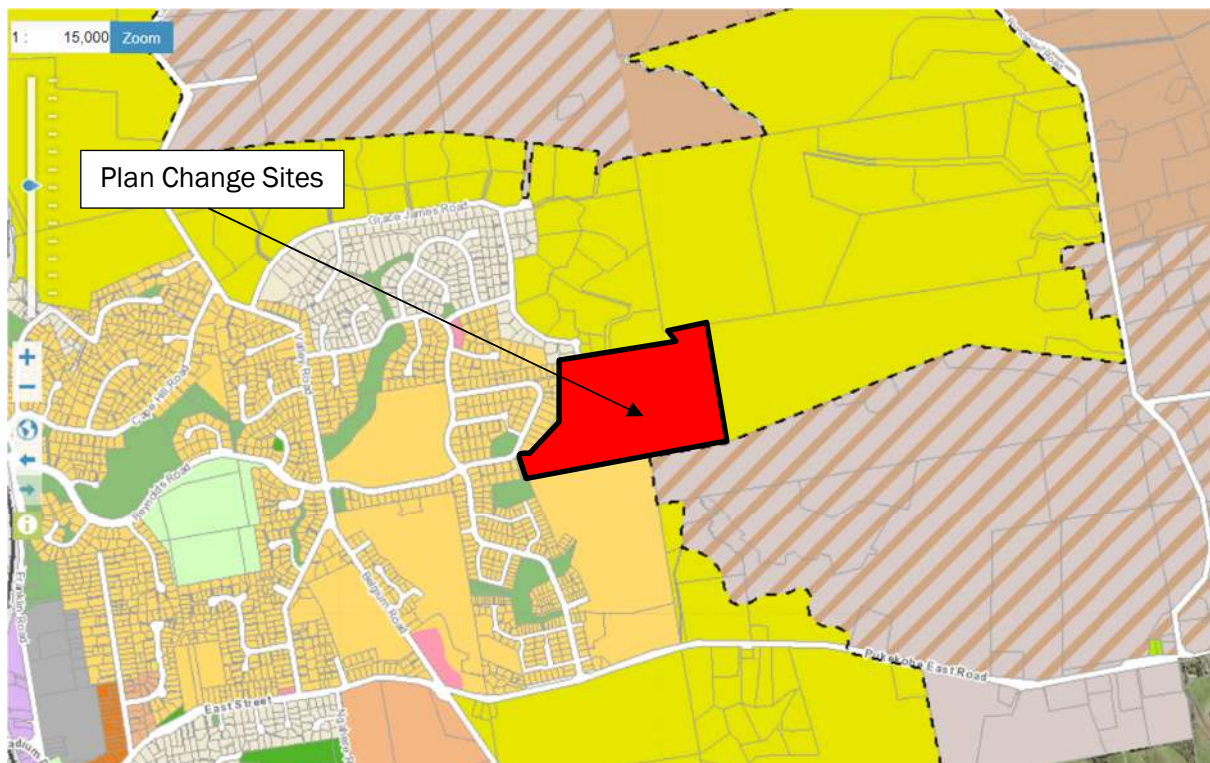 1 : 15,000 Zoom
Plan Change Sites
Grace James Road
Valley Road
Cape Hill Road
Reynolds Road
Belgium Road
Franklin Road
Pukekohe East Road
East Street